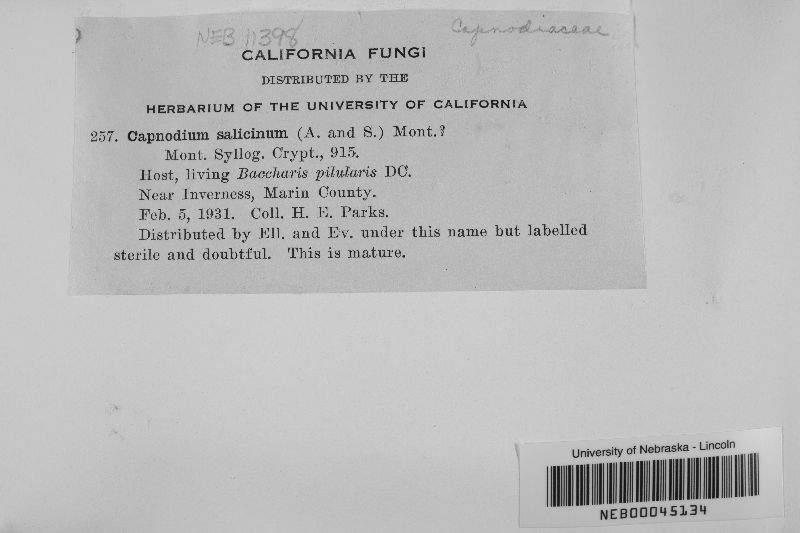 NEB 11398
Capnodiaceae
CALIFORNIA FUNGI
DISTRIBUTED BY THE
HERBARIUM OF THE UNIVERSITY OF CALIFORNIA
257. Capnodium salicinum (A. and S.) Mont.?
Mont. Syllog. Crypt., 915.
Host, living Baccharis pilularis DC.
Near Inverness, Marin County.
Feb. 5, 1931. Coll. H. E. Parks.
Distributed by Ell. and Ev. under this name but labelled
sterile and doubtful. This is mature.
University of Nebraska - Lincoln
NEB00045134